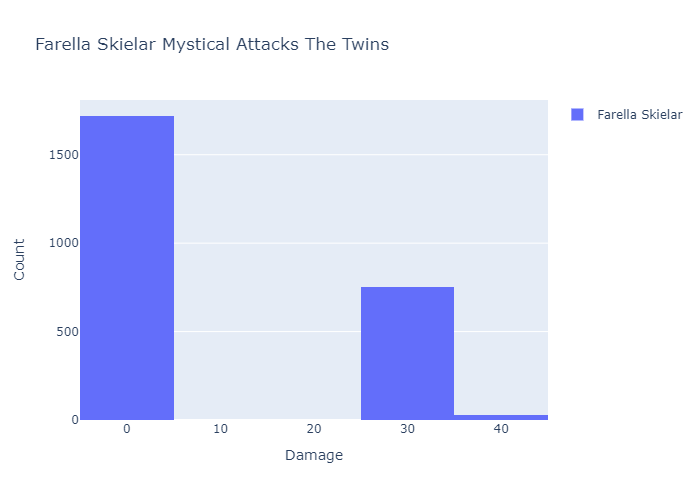 Farella Skielar Mystical Attacks The Twins
Farella Skielar
1500
1000
500
0
Count
0 10 20 30 40
Damage